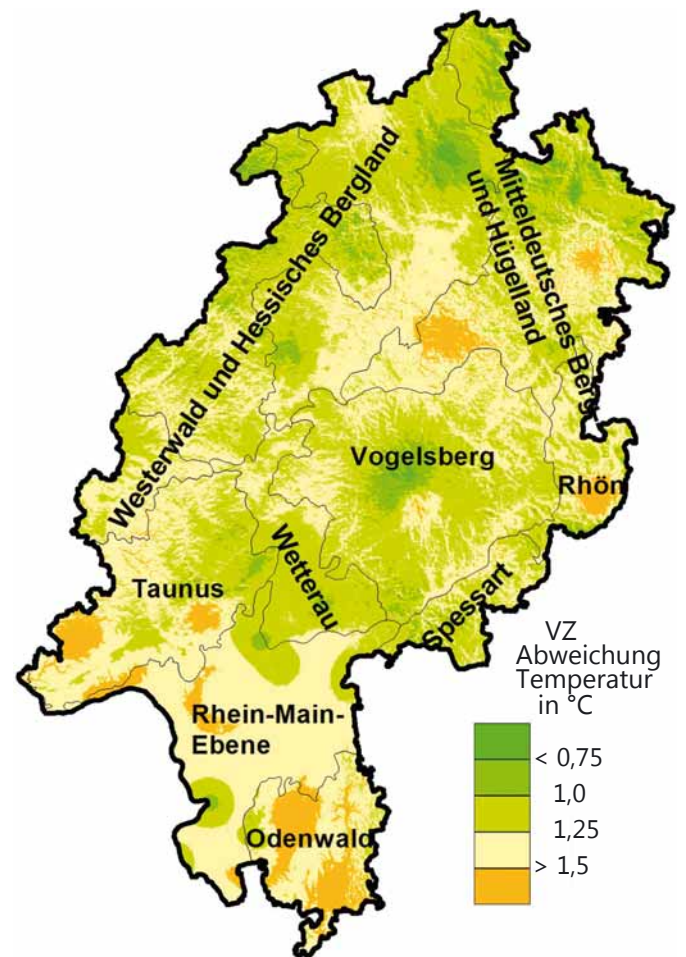 Westerwald und Hessisches Bergland
Mitteldeutsches Berg
und Hügelland
Vogelsberg
Rhön
Wetterau
Taunus
Spessart
Rhein-Main-
Ebene
Odenwald
VZ
Abweichung
Temperatur
in °C
< 0,75
1,0
1,25
> 1,5